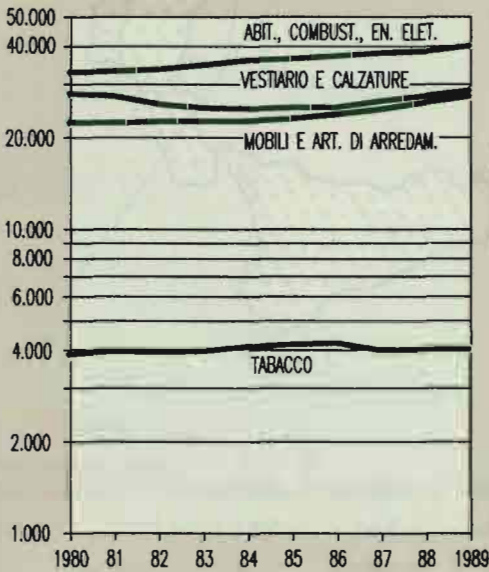 50.000
40.000
ABIT., COMBUST., EN. ELET.
VESTIARIO E CALZATURE
20.000
MOBILI E ART. DI ARREDAM.
10.000
8.000
6.000
4.000
TABACCO
2.000
1.000
1980 81 82 83 84 85 86 87 88 1989